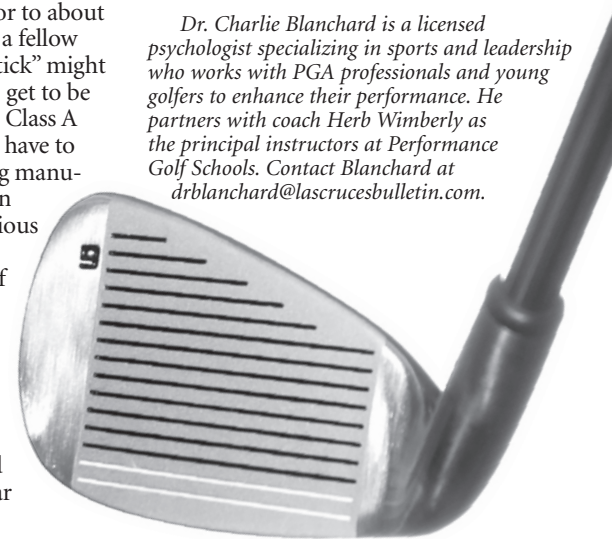 or to about
a fellow
tick” might
get to be
Class A
have to
g manu-
n
ious
f
ar
Dr. Charlie Blanchard is a licensed
psychologist specializing in sports and leadership
who works with PGA professionals and young
golfers to enhance their performance. He
partners with coach Herb Wimberly as
the principal instructors at Performance
Golf Schools. Contact Blanchard at
drblanchard@lascrucesbulletin.com.